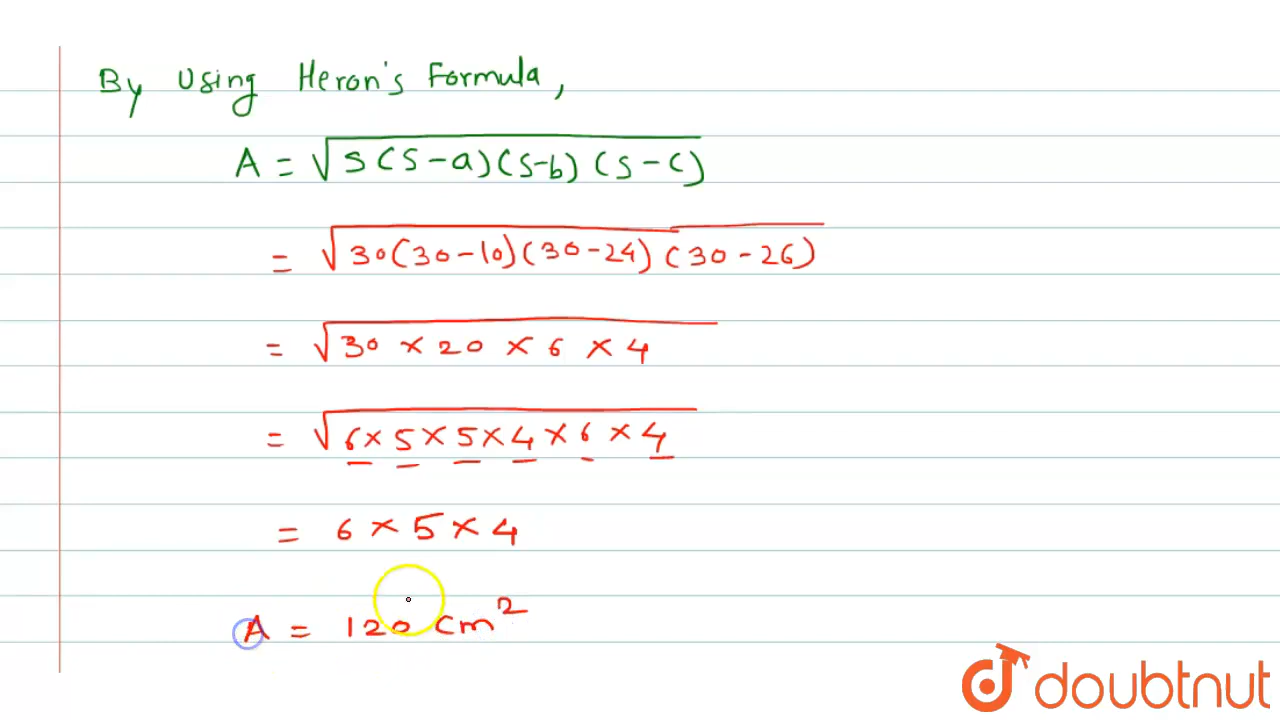 By Using Heron's Formula,
A = √S(S-a)(S-b)(S-c)
= √30(30-10)(30-24)(30-26)
= √30 × 20 × 6 × 4
= √6×5×5×4×6×4
= 6 × 5 × 4
A = 120 cm²
doubtnut